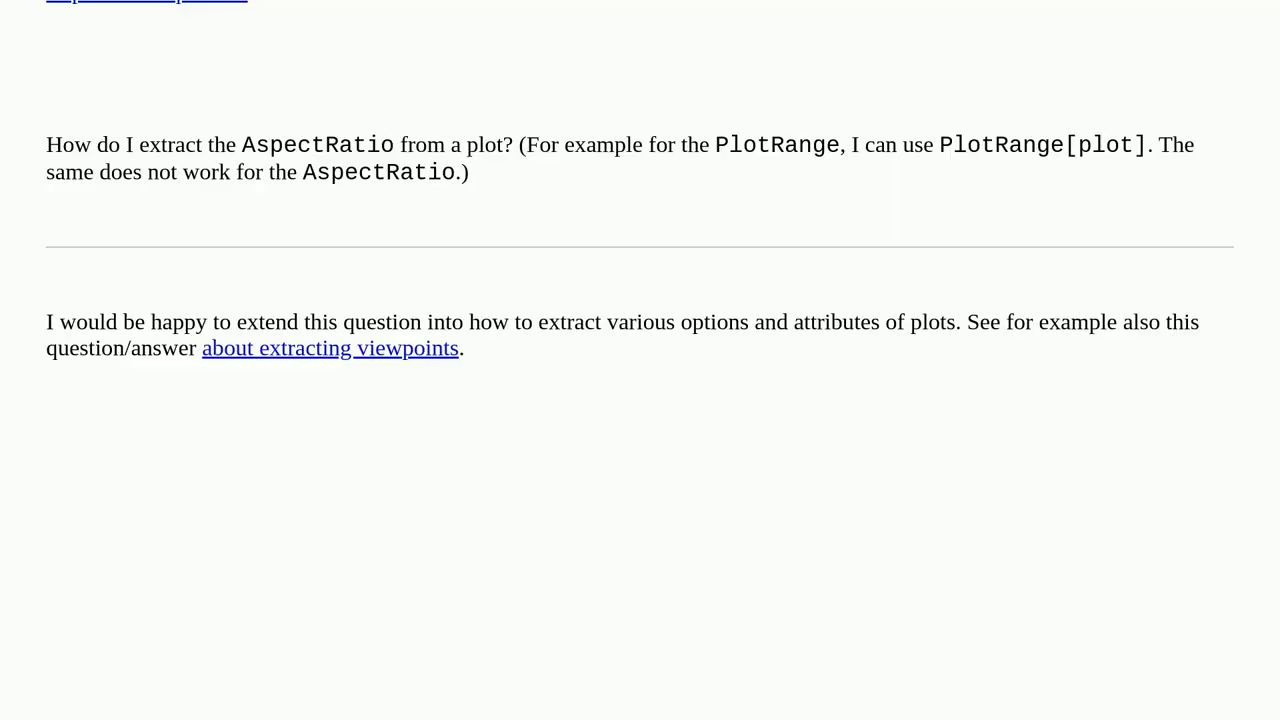 How do I extract the AspectRatio from a plot? (For example for the PlotRange, I can use PlotRange[plot]. The
same does not work for the AspectRatio.)
I would be happy to extend this question into how to extract various options and attributes of plots. See for example also this
question/answer about extracting viewpoints.